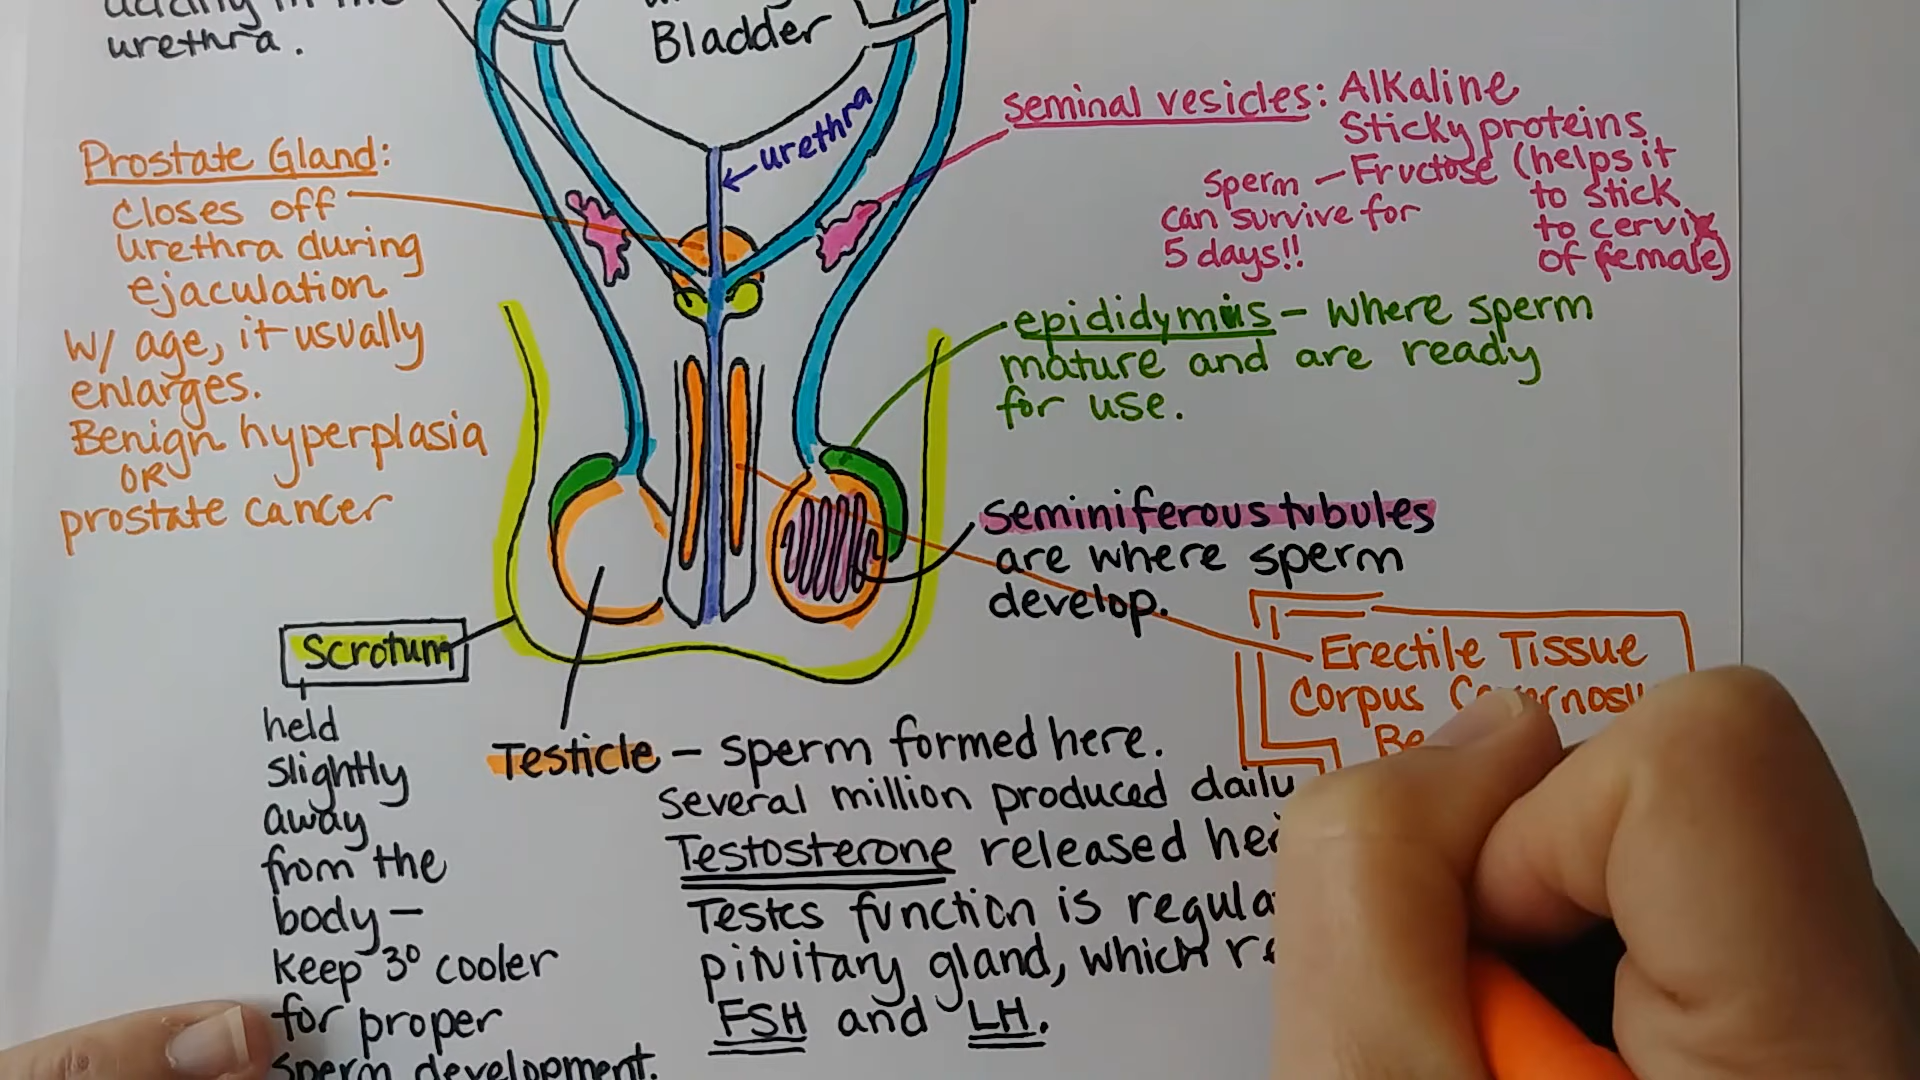 urethra.
Bladder
urethra
Prostate Gland:
closes off
urethra during
ejaculation
W/ age, it usually
enlarges.
Benign hyperplasia
OR
prostate cancer
seminal vesicles: Alkaline
Sticky proteins
Sperm - Fructose (helps it
can survive for
5 days!!
to stick
to cervix
of female)
epididymis - where sperm
mature and are ready
for use.
seminiferous tubules
are where sperm
develop.
Erectile Tissue
Corpus
Scrotum
held
slightly
away
from the
body -
keep 3° cooler
for proper
sperm development.
Testicle - sperm formed here.
several million produced daily
Testosterone released
Testes function is
pituitary gland, which
FSH and LH.